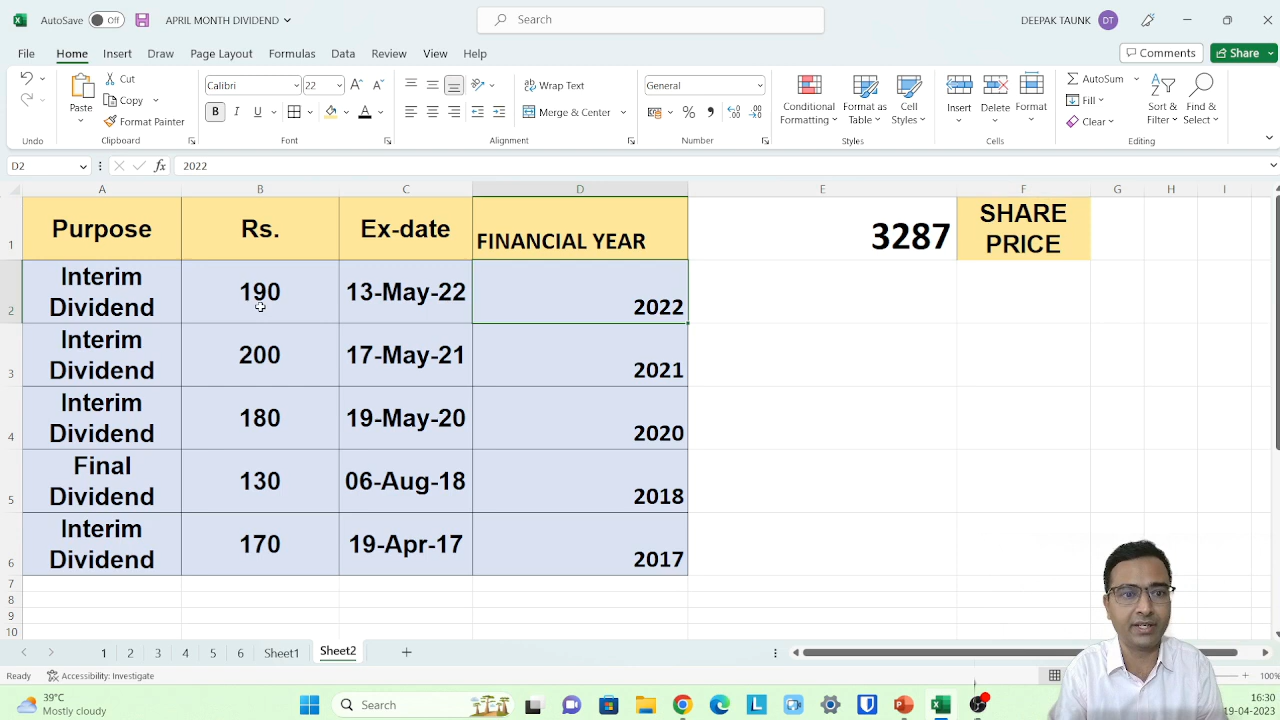 AutoSave Off APRIL MONTH DIVIDEND Search DEEPAK TAUNK DT
File Home Insert Draw Page Layout Formulas Data Review View Help Comments Share
Paste Cut Copy Format Painter
Calibri 22 B I U A
Wrap Text
Merge & Center
General
Conditional Formatting Format as Table Cell Styles Insert Delete Format
AutoSum Fill Clear Sort & Filter Find & Select
Undo Clipboard Font Alignment Number Styles Cells Editing
D2 fx 2022
A B C D E F G H I
1 Purpose Rs. Ex-date FINANCIAL YEAR 3287 SHARE PRICE
2 Interim Dividend 190 13-May-22 2022
3 Interim Dividend 200 17-May-21 2021
4 Interim Dividend 180 19-May-20 2020
5 Final Dividend 130 06-Aug-18 2018
6 Interim Dividend 170 19-Apr-17 2017
7
8
9
10
1 2 3 4 5 6 Sheet1 Sheet2
Ready Accessibility: Investigate 100%
39°C
Mostly cloudy
Search
16:30
19-04-2023